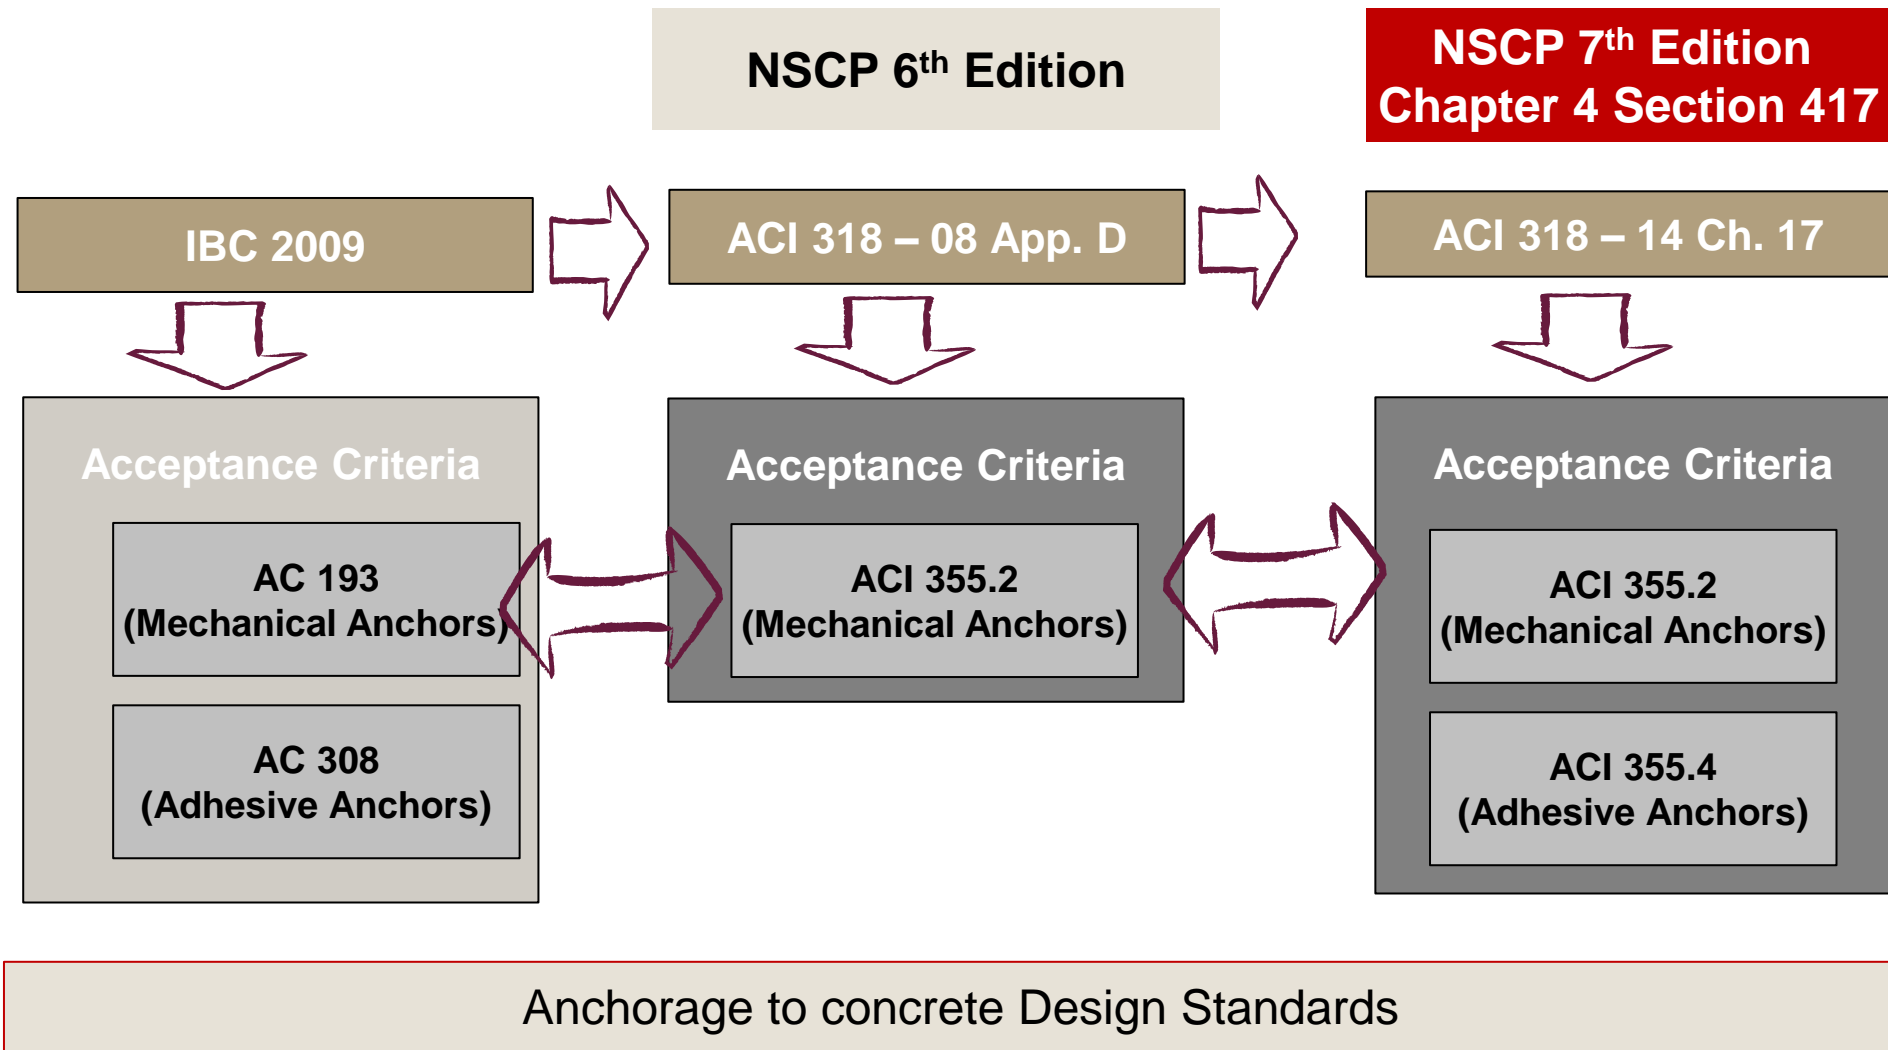 NSCP 6th Edition
NSCP 7th Edition
Chapter 4 Section 417
IBC 2009
ACI 318 – 08 App. D
ACI 318 – 14 Ch. 17
Acceptance Criteria
AC 193
(Mechanical Anchors)
AC 308
(Adhesive Anchors)
Acceptance Criteria
ACI 355.2
(Mechanical Anchors)
Acceptance Criteria
ACI 355.2
(Mechanical Anchors)
ACI 355.4
(Adhesive Anchors)
Anchorage to concrete Design Standards